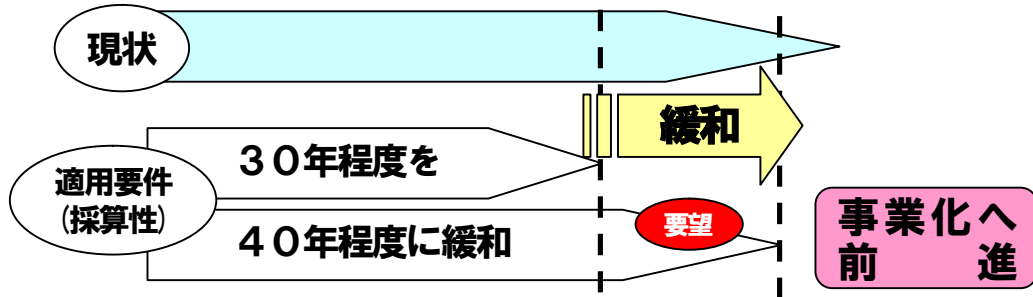 現状
緩和
３０年程度を
適用要件
(採算性)
要望
４０年程度に緩和
事業化へ
前　　進